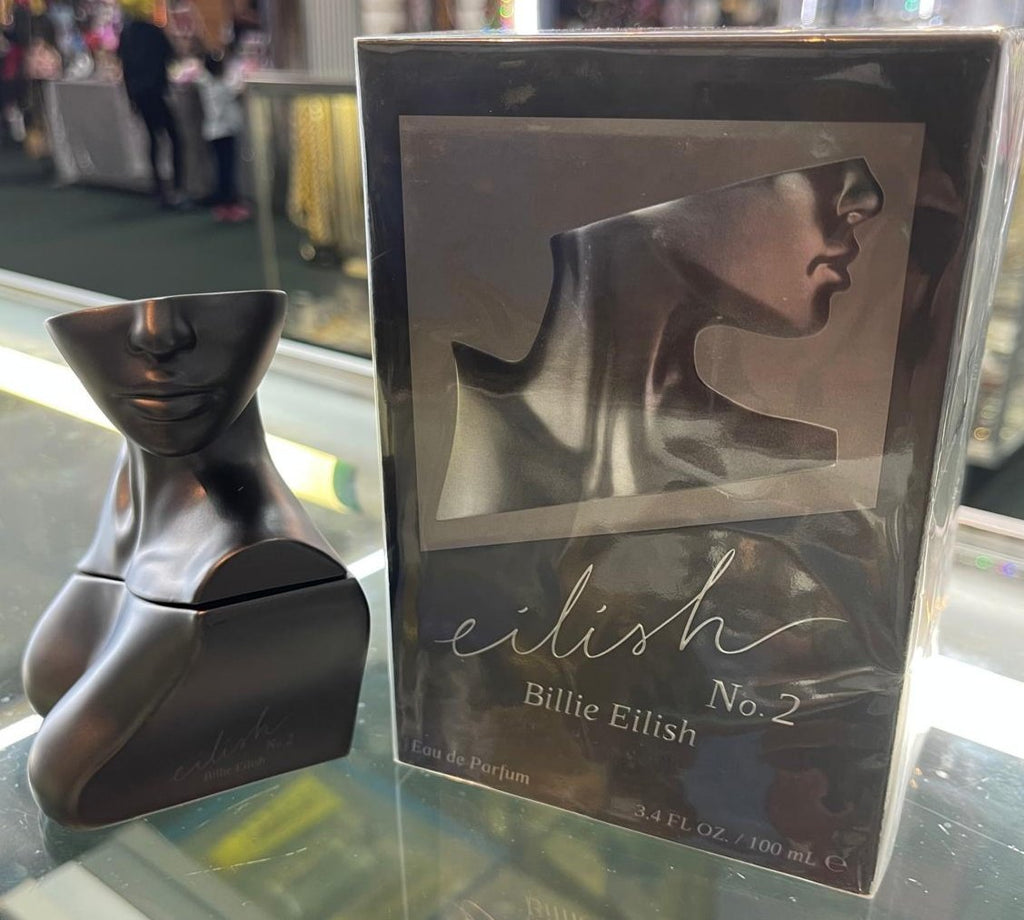 eilish
No. 2
Billie Eilish
Eau de Parfum
3.4 FL OZ. / 100 mL ℮
eilish
No. 2
Billie Eilish